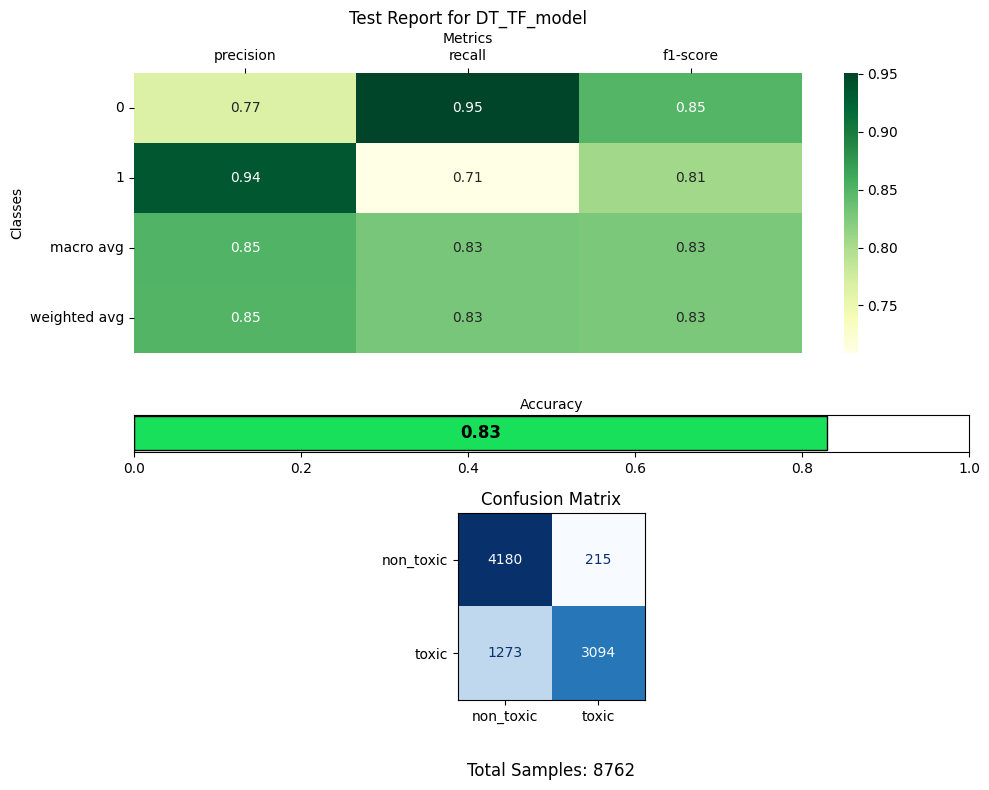 Test Report for DT_TF_model
Metrics
precision recall f1-score
0 0.77 0.95 0.85 0.95
0.90
1 0.94 0.71 0.81
Classes
0.85
macro avg 0.85 0.83 0.83
0.80
weighted avg 0.85 0.83 0.83
0.75
Accuracy
0.83
0.0 0.2 0.4 0.6 0.8 1.0
Confusion Matrix
non_toxic 4180 215
toxic 1273 3094
non_toxic toxic
Total Samples: 8762